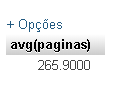 + Opções
avg(paginas)
265.9000